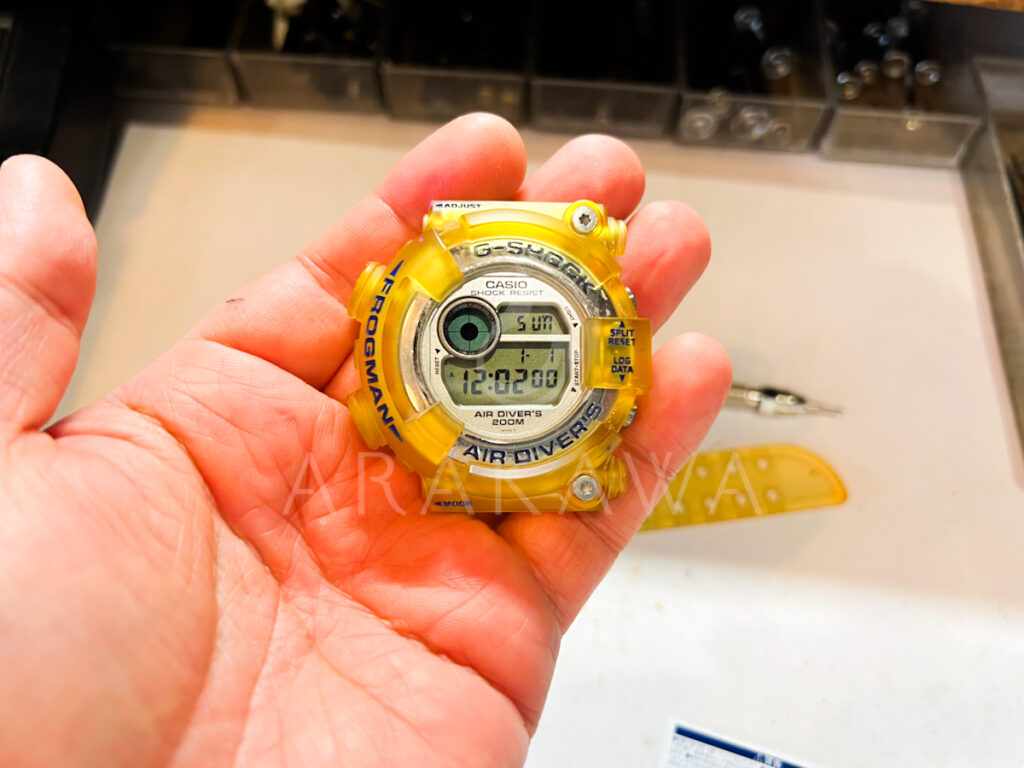 ◀ADJUST
G-SHOCK
CASIO
SHOCK RESIST
LIGHT▲
◀FROGMAN▶
SUN
▲
SPLIT
RESET
1- 1
RESET▼
▼START·STOP
LOG
DATA
▼
12:02 00
AIR DIVER'S
200M
AIR DIVER'S
ARAKAWA
◀MODE